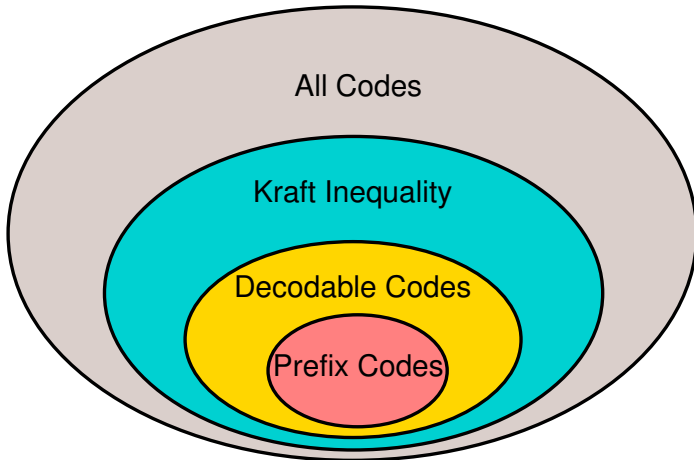 All Codes
Kraft Inequality
Decodable Codes
Prefix Codes